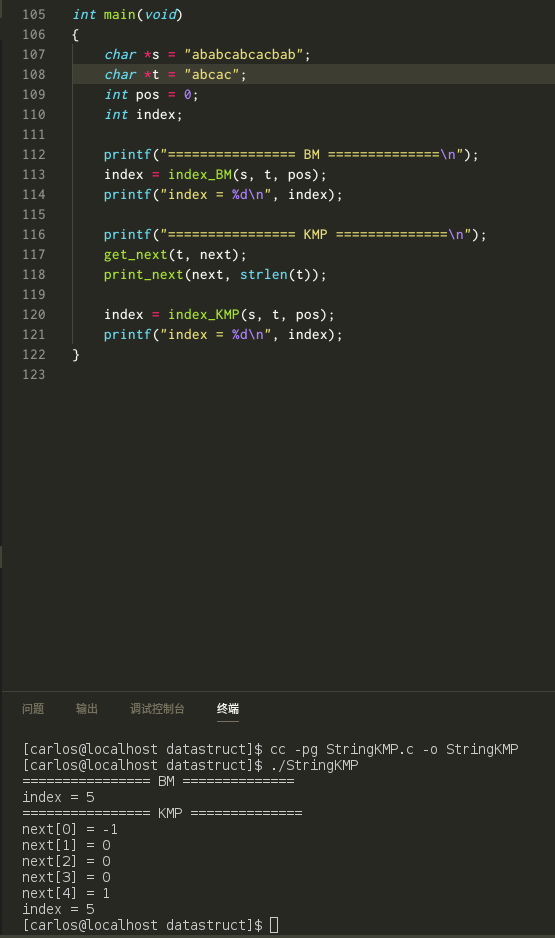 105 int main(void)
106 {
107     char *s = "ababcabcacbab";
108     char *t = "abcac";
109     int pos = 0;
110     int index;
111
112     printf("================ BM ==============\n");
113     index = index_BM(s, t, pos);
114     printf("index = %d\n", index);
115
116     printf("================ KMP ==============\n");
117     get_next(t, next);
118     print_next(next, strlen(t));
119
120     index = index_KMP(s, t, pos);
121     printf("index = %d\n", index);
122 }
123
问题 输出 调试控制台 终端
[carlos@localhost datastruct]$ cc -pg StringKMP.c -o StringKMP
[carlos@localhost datastruct]$ ./StringKMP
================ BM ==============
index = 5
================ KMP ==============
next[0] = -1
next[1] = 0
next[2] = 0
next[3] = 0
next[4] = 1
index = 5
[carlos@localhost datastruct]$